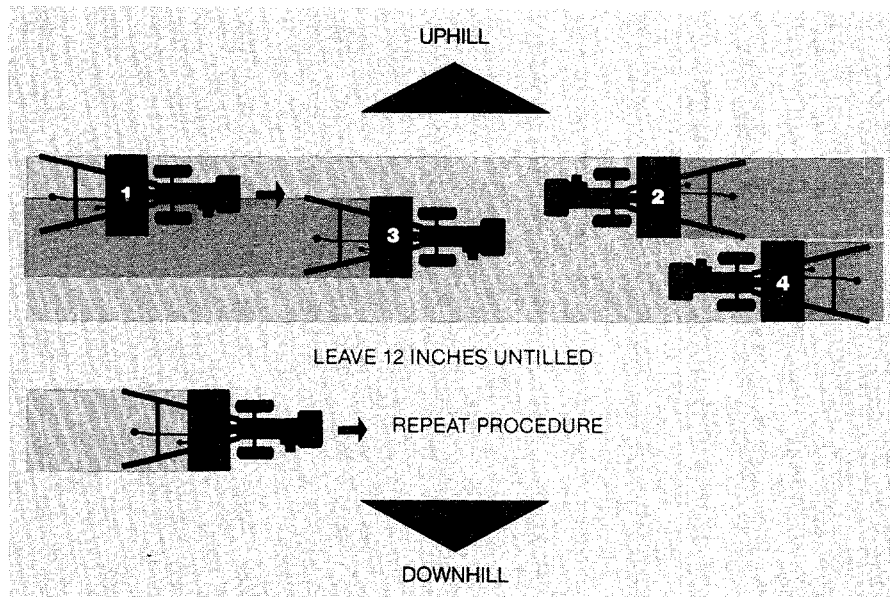 UPHILL
1
2
3
4
LEAVE 12 INCHES UNTILLED
REPEAT PROCEDURE
DOWNHILL